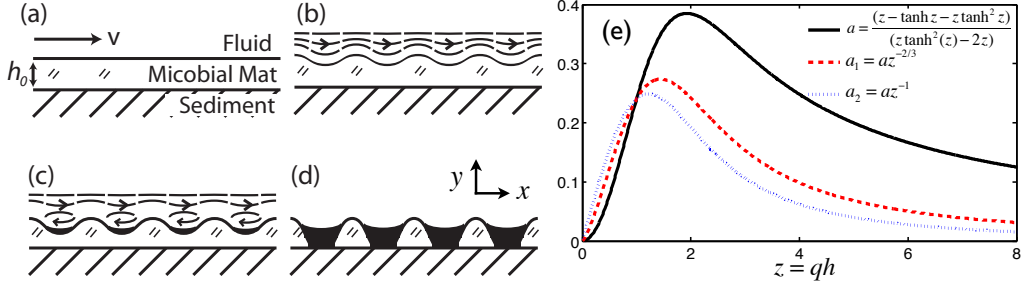 (a)
v
Fluid
h₀
Micobial Mat
Sediment
(b)
(c)
(d)
y
x
(e)
a = (z − tanh z − z tanh² z) / (z tanh²(z) − 2z)
a₁ = az^(−2/3)
a₂ = az^(−1)
0.4
0.3
0.2
0.1
0
0 2 4 6 8
z = qh